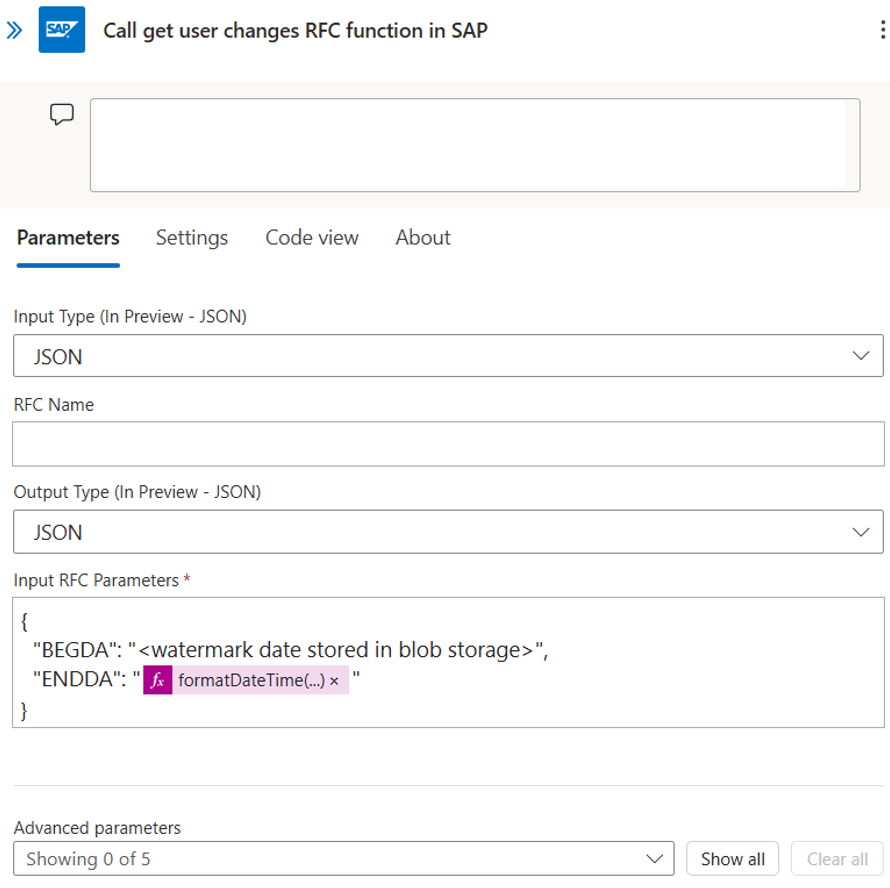 SAP Call get user changes RFC function in SAP
Parameters Settings Code view About
Input Type (In Preview - JSON)
JSON
RFC Name
Output Type (In Preview - JSON)
JSON
Input RFC Parameters *
{
"BEGDA": "<watermark date stored in blob storage>",
"ENDDA": " fx formatDateTime(...) × "
}
Advanced parameters
Showing 0 of 5 Show all Clear all